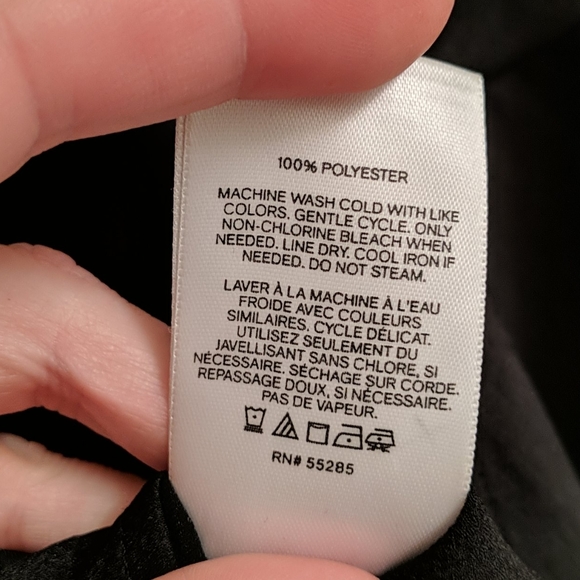 100% POLYESTER
MACHINE WASH COLD WITH LIKE
COLORS. GENTLE CYCLE. ONLY
NON-CHLORINE BLEACH WHEN
NEEDED. LINE DRY. COOL IRON IF
NEEDED. DO NOT STEAM.
LAVER À LA MACHINE À L'EAU
FROIDE AVEC COULEURS
SIMILAIRES. CYCLE DÉLICAT.
UTILISEZ SEULEMENT DU
JAVELLISANT SANS CHLORE, SI
NÉCESSAIRE. SÉCHAGE SUR CORDE.
REPASSAGE DOUX, SI NÉCESSAIRE.
PAS DE VAPEUR.
RN# 55285